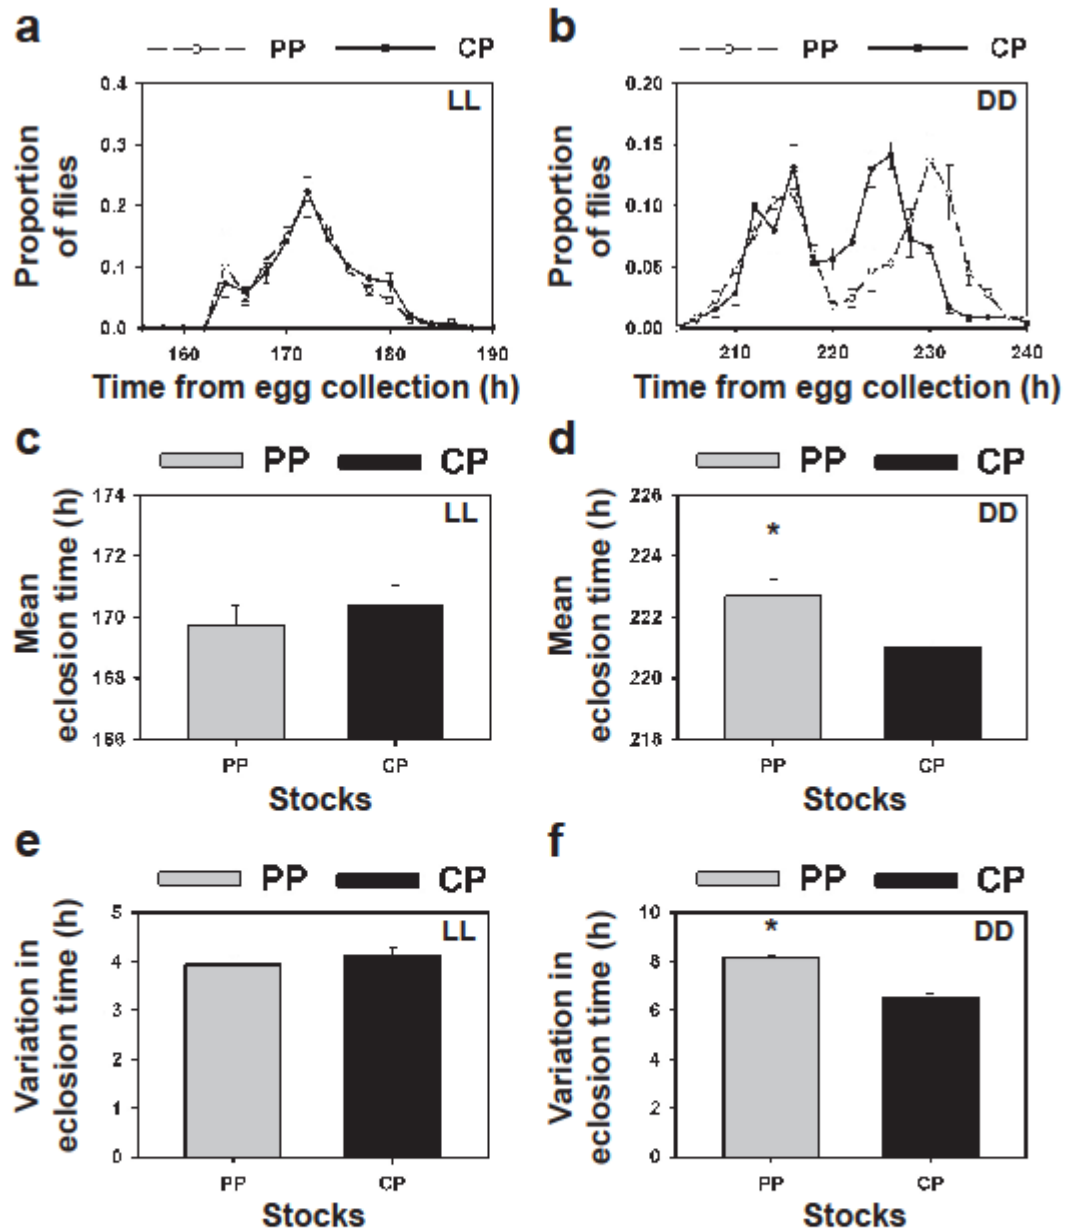 a
PP CP
LL
Proportion
of flies
0.4
0.3
0.2
0.1
0.0
160 170 180 190
Time from egg collection (h)
b
PP CP
DD
Proportion
of flies
0.20
0.15
0.10
0.05
0.00
210 220 230 240
Time from egg collection (h)
c
PP CP
LL
Mean
eclosion time (h)
174
172
170
168
166
PP CP
Stocks
d
PP CP
DD
Mean
eclosion time (h)
226
224
222
220
218
*
PP CP
Stocks
e
PP CP
LL
Variation in
eclosion time (h)
5
4
3
2
1
0
PP CP
Stocks
f
PP CP
DD
Variation in
eclosion time (h)
10
8
6
4
2
0
*
PP CP
Stocks